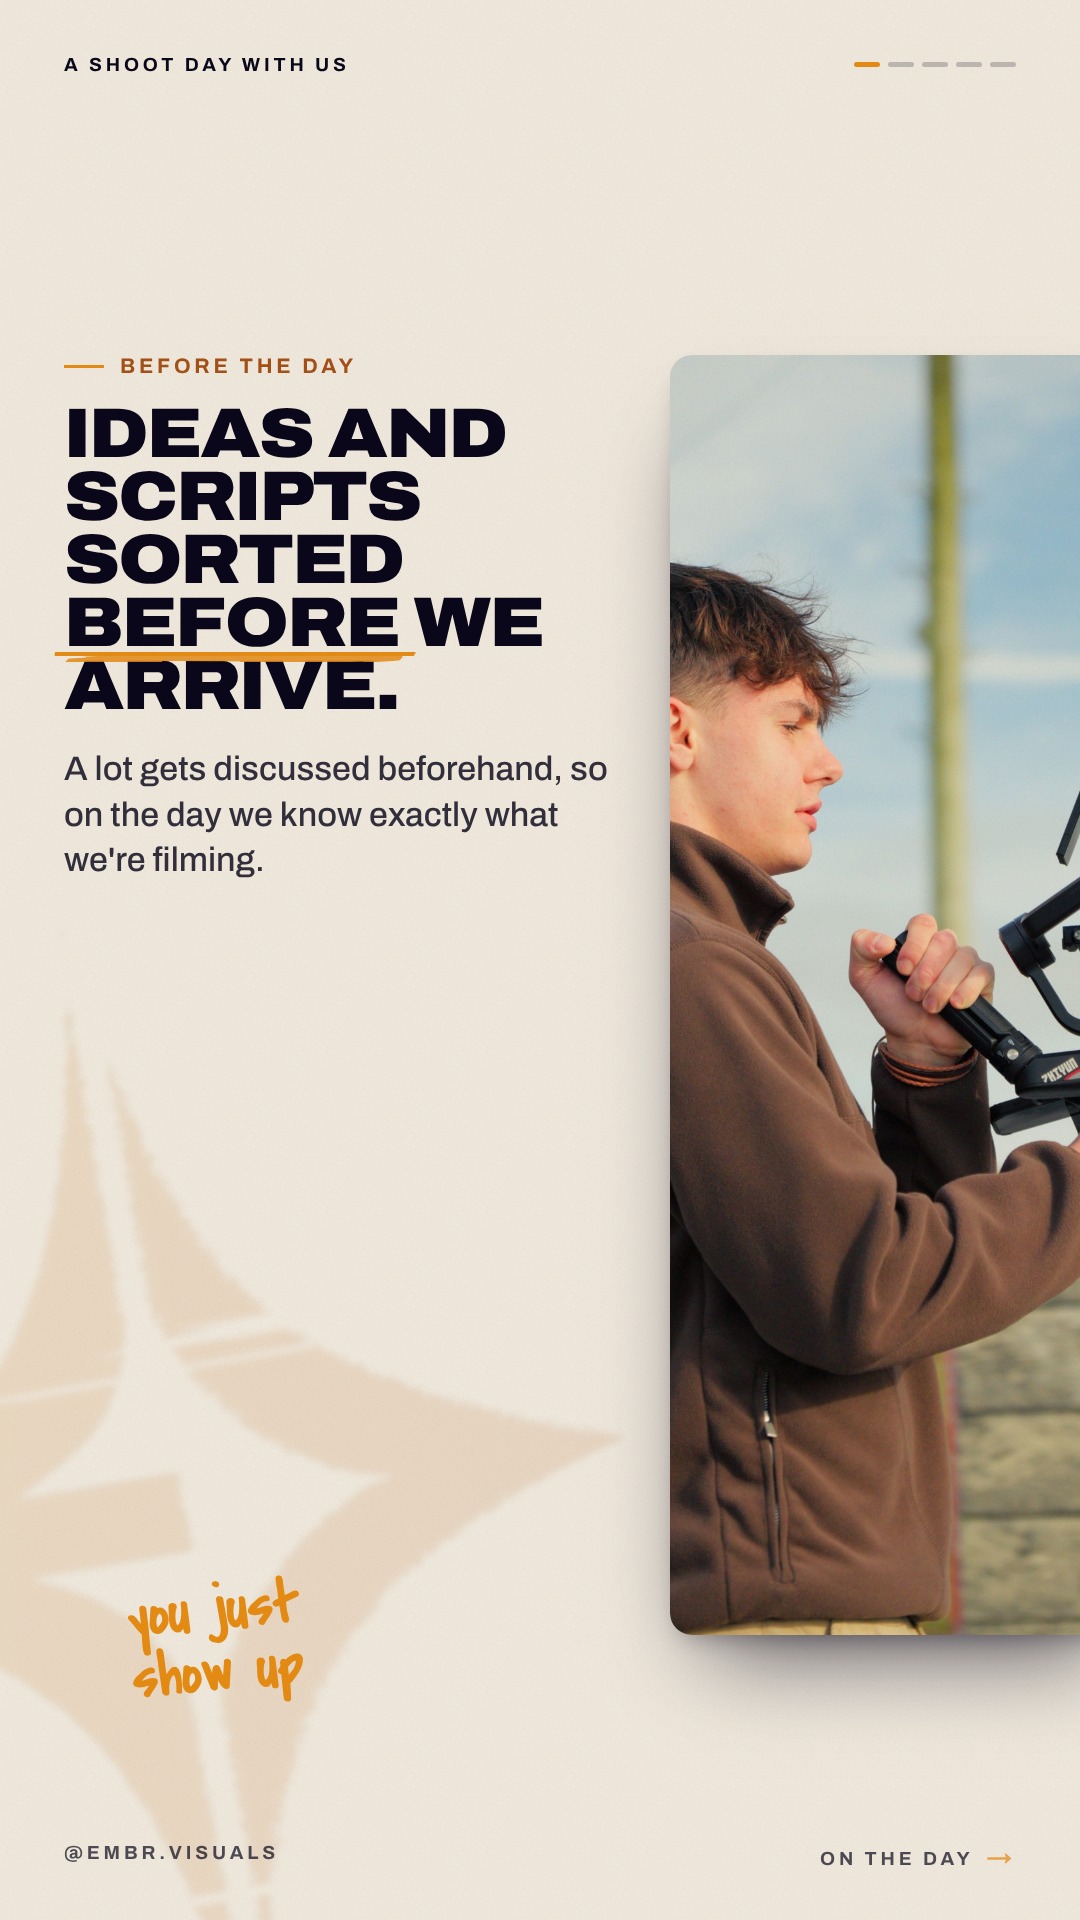 A SHOOT DAY WITH US
BEFORE THE DAY
IDEAS AND
SCRIPTS
SORTED
BEFORE WE
ARRIVE.
A lot gets discussed beforehand, so
on the day we know exactly what
we're filming.
ZHIYUN
you just
show up
@EMBR.VISUALS
ON THE DAY →